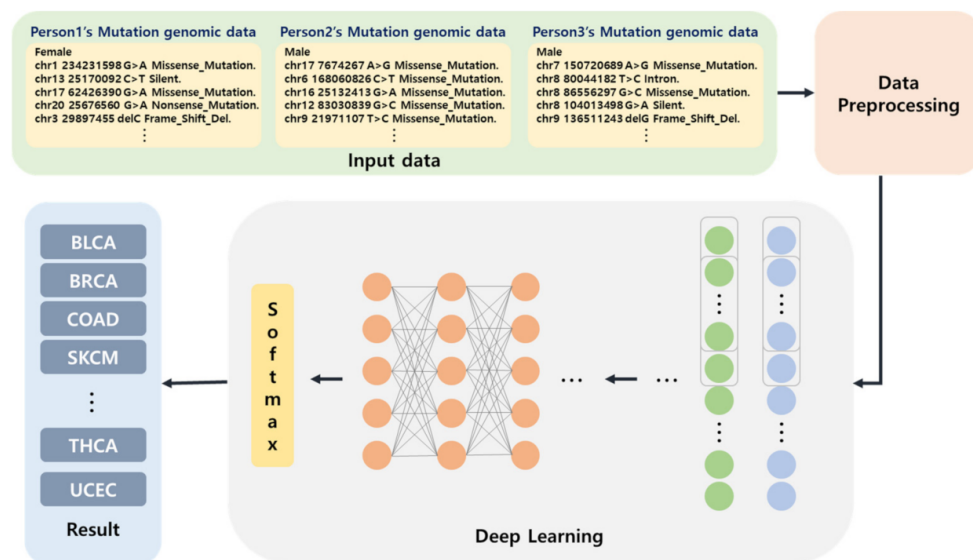 Person1's Mutation genomic data
Female
chr1 234231598 G>A Missense_Mutation.
chr13 25170092 C>T Silent.
chr17 62426390 G>A Missense_Mutation.
chr20 25676560 G>A Nonsense_Mutation.
chr3 29897455 delC Frame_Shift_Del.
⋮
Person2's Mutation genomic data
Male
chr17 7674267 A>G Missense_Mutation.
chr6 168060826 C>T Missense_Mutation.
chr16 25132413 G>A Missense_Mutation.
chr12 83030839 G>C Missense_Mutation.
chr9 21971107 T>C Missense_Mutation.
⋮
Person3's Mutation genomic data
Male
chr7 150720689 A>G Missense_Mutation.
chr8 80044182 T>C Intron.
chr8 86556297 G>C Missense_Mutation.
chr8 104013498 G>A Silent.
chr9 136511243 delG Frame_Shift_Del.
⋮
Input data
Data
Preprocessing
BLCA
BRCA
COAD
SKCM
⋮
THCA
UCEC
Result
Softmax
...
...
Deep Learning